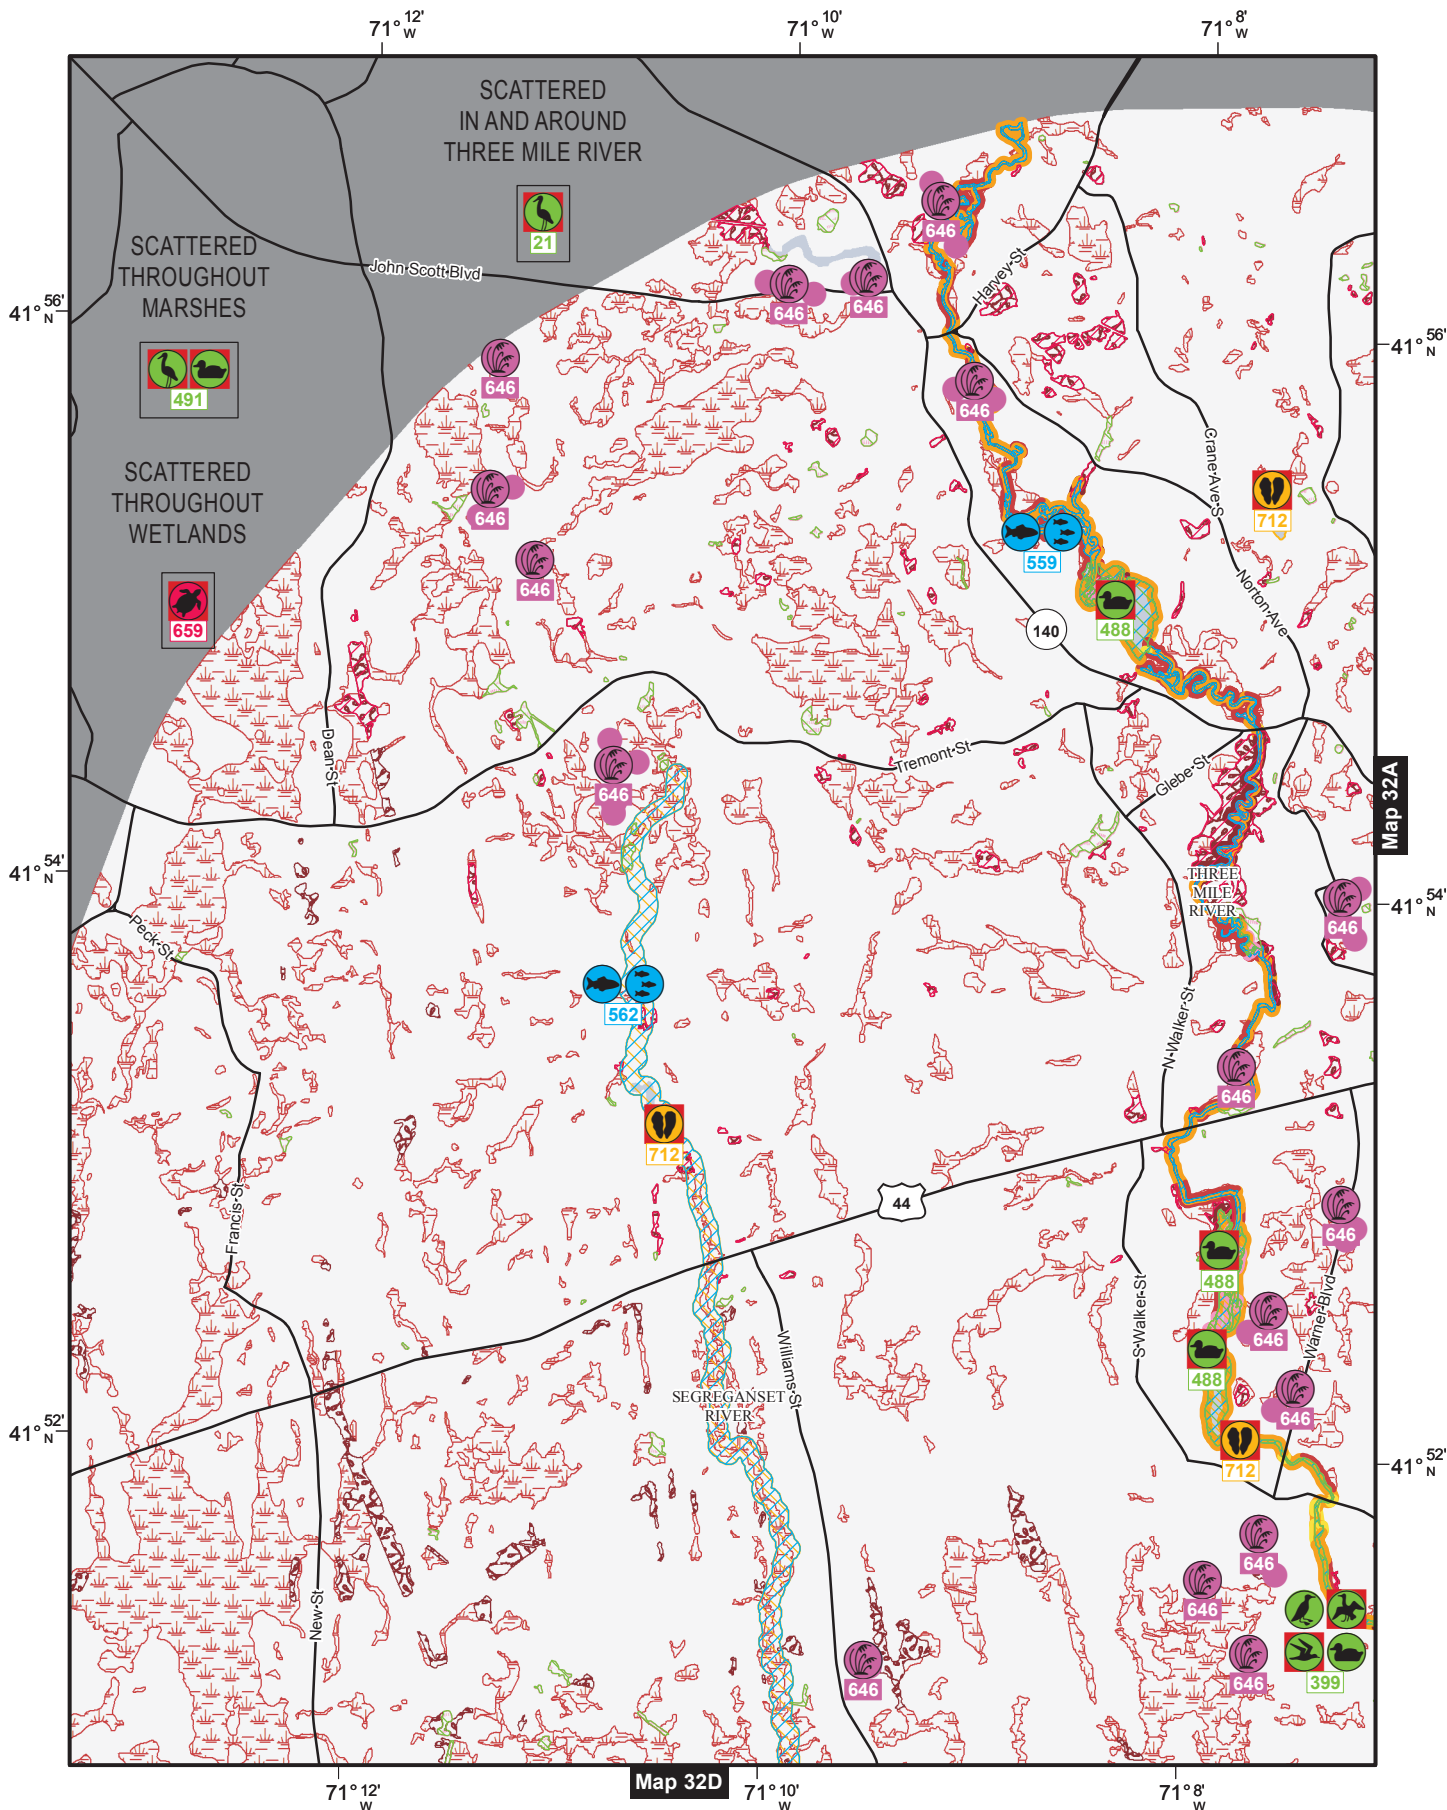 71°12'
W
71°10'
W
71°8'
W
SCATTERED
IN AND AROUND
THREE MILE RIVER
21
SCATTERED
THROUGHOUT
MARSHES
491
SCATTERED
THROUGHOUT
WETLANDS
659
John Scott Blvd
646
646
646
Harvey St
41°56'
N
41°56'
N
646
646
646
646
Crane Ave S
712
559
Norton Ave
488
140
Dean St
646
Tremont St
Glebe St
Map 32A
41°54'
N
41°54'
N
THREE
MILE
RIVER
646
Peck St
562
N Walker St
646
712
44
Francis St
646
488
S Walker St
646
Warner Blvd
Williams St
488
SEGREGANSET
RIVER
646
41°52'
N
41°52'
N
712
646
646
New St
646
646
399
Map 32D
71°12'
W
71°10'
W
71°8'
W